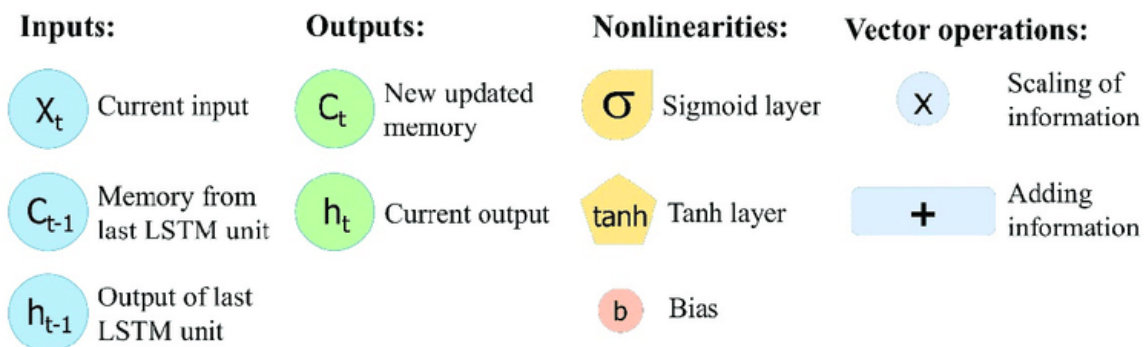 Inputs:
Outputs:
Nonlinearities:
Vector operations:
Xt
Current input
Ct
New updated
memory
σ
Sigmoid layer
x
Scaling of
information
Ct-1
Memory from
last LSTM unit
ht
Current output
tanh
Tanh layer
+
Adding
information
ht-1
Output of last
LSTM unit
b
Bias